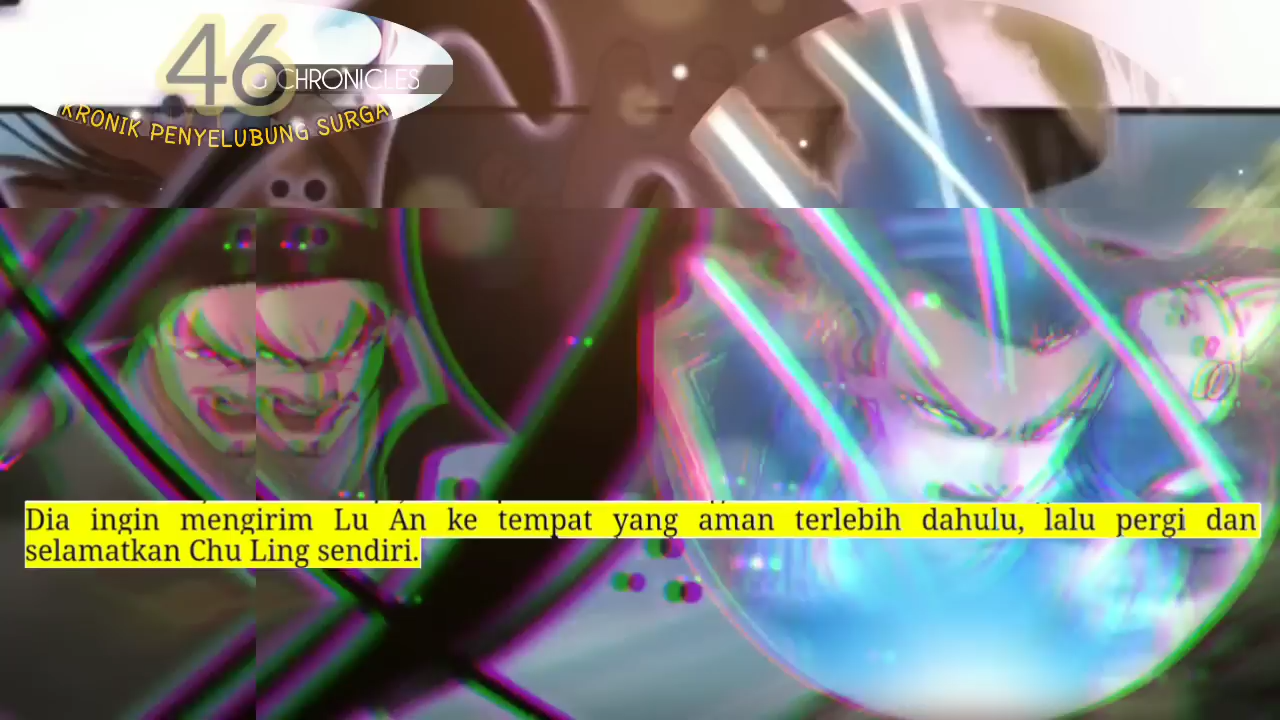 46
G CHRONICLES
KRONIK PENYELUBUNG SURGA
Dia ingin mengirim Lu An ke tempat yang aman terlebih dahulu, lalu pergi dan
selamatkan Chu Ling sendiri.